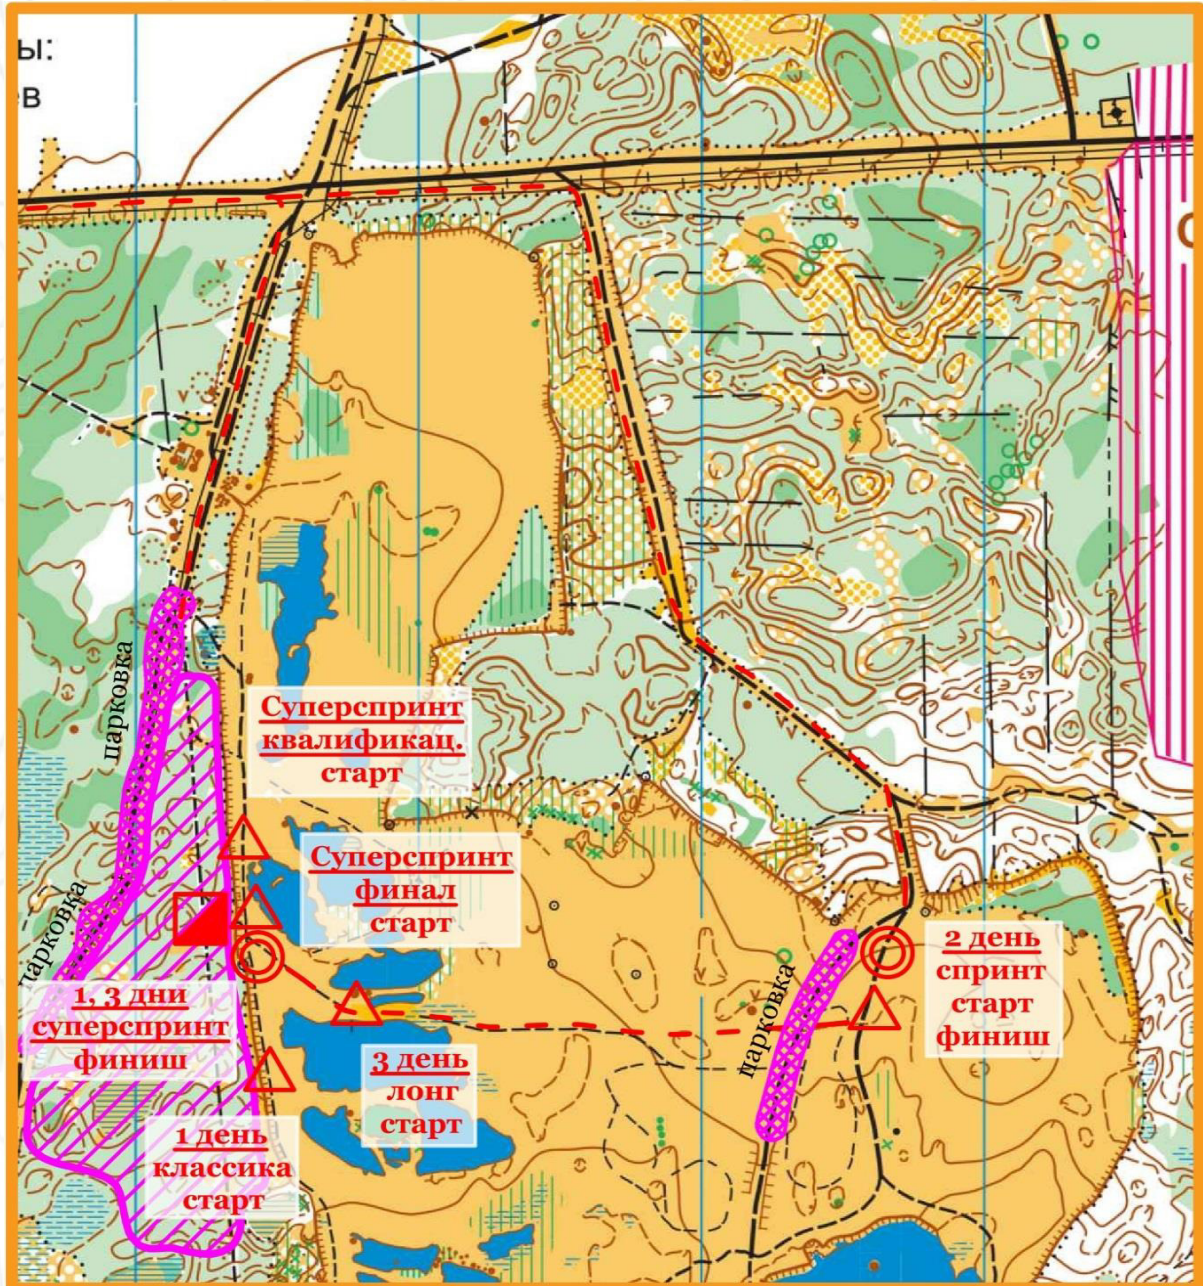 ы:
ев
парковка
Суперспринт
квалификац.
старт
Суперспринт
финал
старт
парковка
1, 3 дни
суперспринт
финиш
3 день
лонг
старт
1 день
классика
старт
парковка
2 день
спринт
старт
финиш